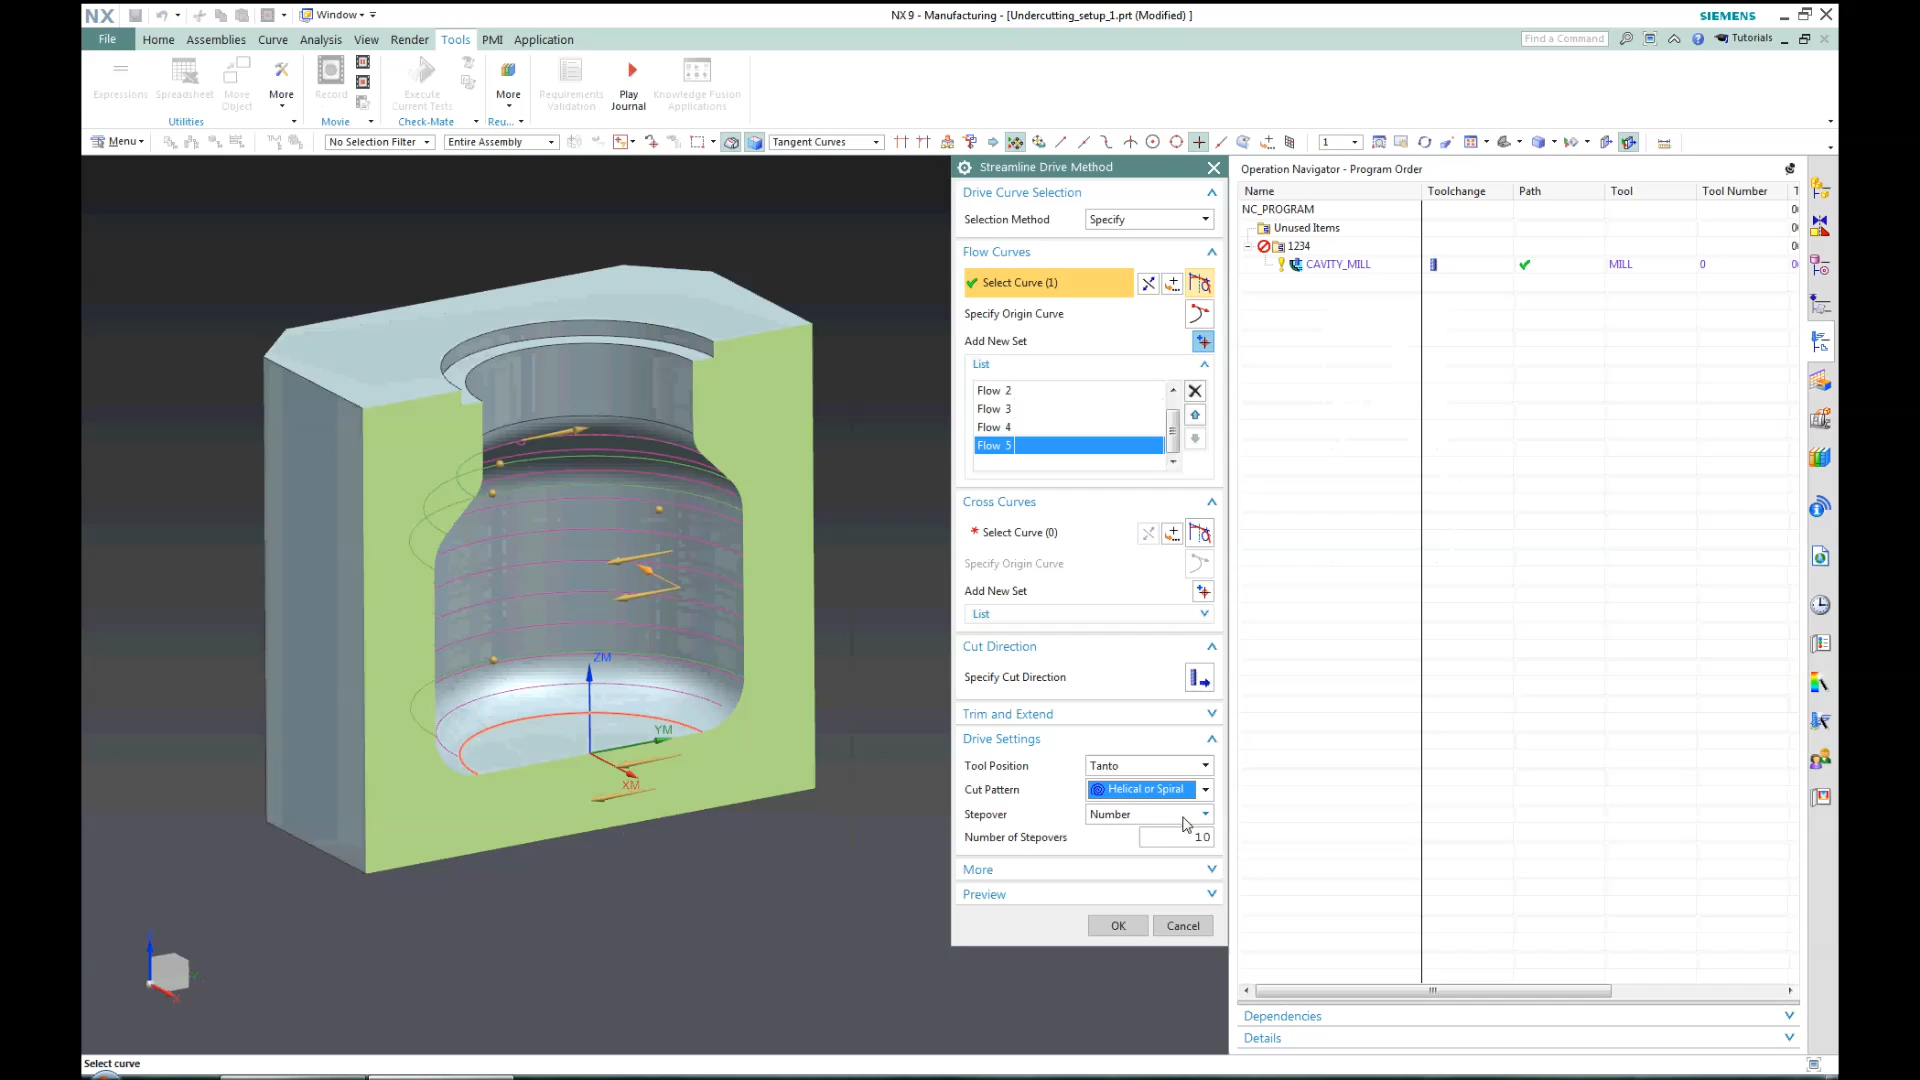 NX
Window
NX 9 - Manufacturing - [Undercutting_setup_1.prt (Modified) ]
SIEMENS
File
Home
Assemblies
Curve
Analysis
View
Render
Tools
PMI
Application
Find a Command
Tutorials
Expressions
Spreadsheet
Move Object
More
Record
Execute Current Tests
More
Requirements Validation
Play Journal
Knowledge Fusion Applications
Utilities
Movie
Check-Mate
Reu...
Menu
No Selection Filter
Entire Assembly
Tangent Curves
1
Streamline Drive Method
Drive Curve Selection
Selection Method
Specify
Flow Curves
Select Curve (1)
Specify Origin Curve
Add New Set
List
Flow 2
Flow 3
Flow 4
Flow 5
Cross Curves
* Select Curve (0)
Specify Origin Curve
Add New Set
List
Cut Direction
Specify Cut Direction
Trim and Extend
Drive Settings
Tool Position
Tanto
Cut Pattern
Helical or Spiral
Stepover
Number
Number of Stepovers
10
More
Preview
OK
Cancel
Operation Navigator - Program Order
Name
Toolchange
Path
Tool
Tool Number
NC_PROGRAM
Unused Items
1234
CAVITY_MILL
MILL
0
Dependencies
Details
ZM
YM
XM
Select curve